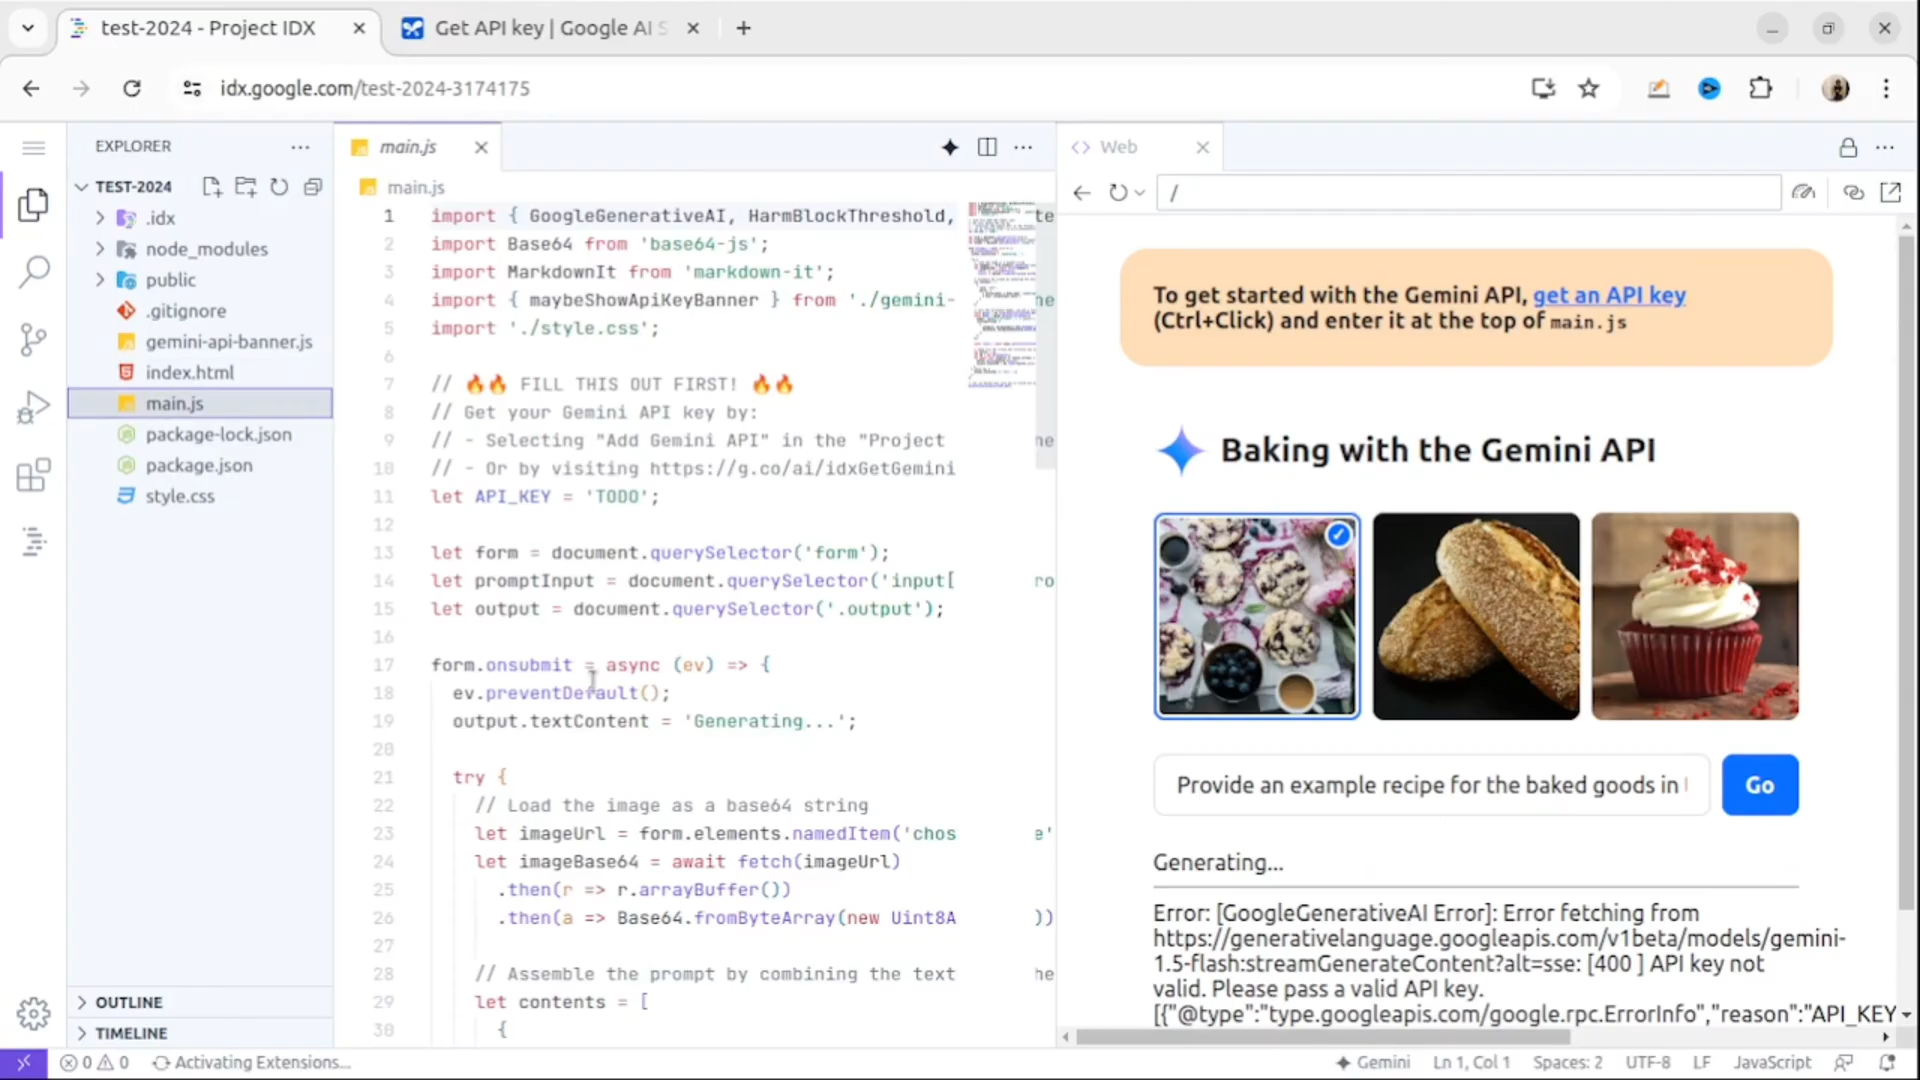 test-2024 - Project IDX
Get API key | Google AI S
idx.google.com/test-2024-3174175
EXPLORER
TEST-2024
.idx
node_modules
public
.gitignore
gemini-api-banner.js
index.html
main.js
package-lock.json
package.json
style.css
OUTLINE
TIMELINE
main.js
main.js
1 import { GoogleGenerativeAI, HarmBlockThreshold, te
2 import Base64 from 'base64-js';
3 import MarkdownIt from 'markdown-it';
4 import { maybeShowApiKeyBanner } from './gemini- ne
5 import './style.css';
6
7 // 🔥🔥 FILL THIS OUT FIRST! 🔥🔥
8 // Get your Gemini API key by:
9 // - Selecting "Add Gemini API" in the "Project ne
10 // - Or by visiting https://g.co/ai/idxGetGemini
11 let API_KEY = 'TODO';
12
13 let form = document.querySelector('form');
14 let promptInput = document.querySelector('input[ ro
15 let output = document.querySelector('.output');
16
17 form.onsubmit = async (ev) => {
18 ev.preventDefault();
19 output.textContent = 'Generating...';
20
21 try {
22 // Load the image as a base64 string
23 let imageUrl = form.elements.namedItem('chos e'
24 let imageBase64 = await fetch(imageUrl)
25 .then(r => r.arrayBuffer())
26 .then(a => Base64.fromByteArray(new Uint8A ))
27
28 // Assemble the prompt by combining the text he
29 let contents = [
30 {
Web
/
To get started with the Gemini API, get an API key
(Ctrl+Click) and enter it at the top of main.js
Baking with the Gemini API
Provide an example recipe for the baked goods in
Go
Generating...
Error: [GoogleGenerativeAI Error]: Error fetching from
https://generativelanguage.googleapis.com/v1beta/models/gemini-
1.5-flash:streamGenerateContent?alt=sse: [400 ] API key not
valid. Please pass a valid API key.
[{"@type":"type.googleapis.com/google.rpc.ErrorInfo","reason":"API_KEY
0 0 Activating Extensions...
Gemini Ln 1, Col 1 Spaces: 2 UTF-8 LF JavaScript